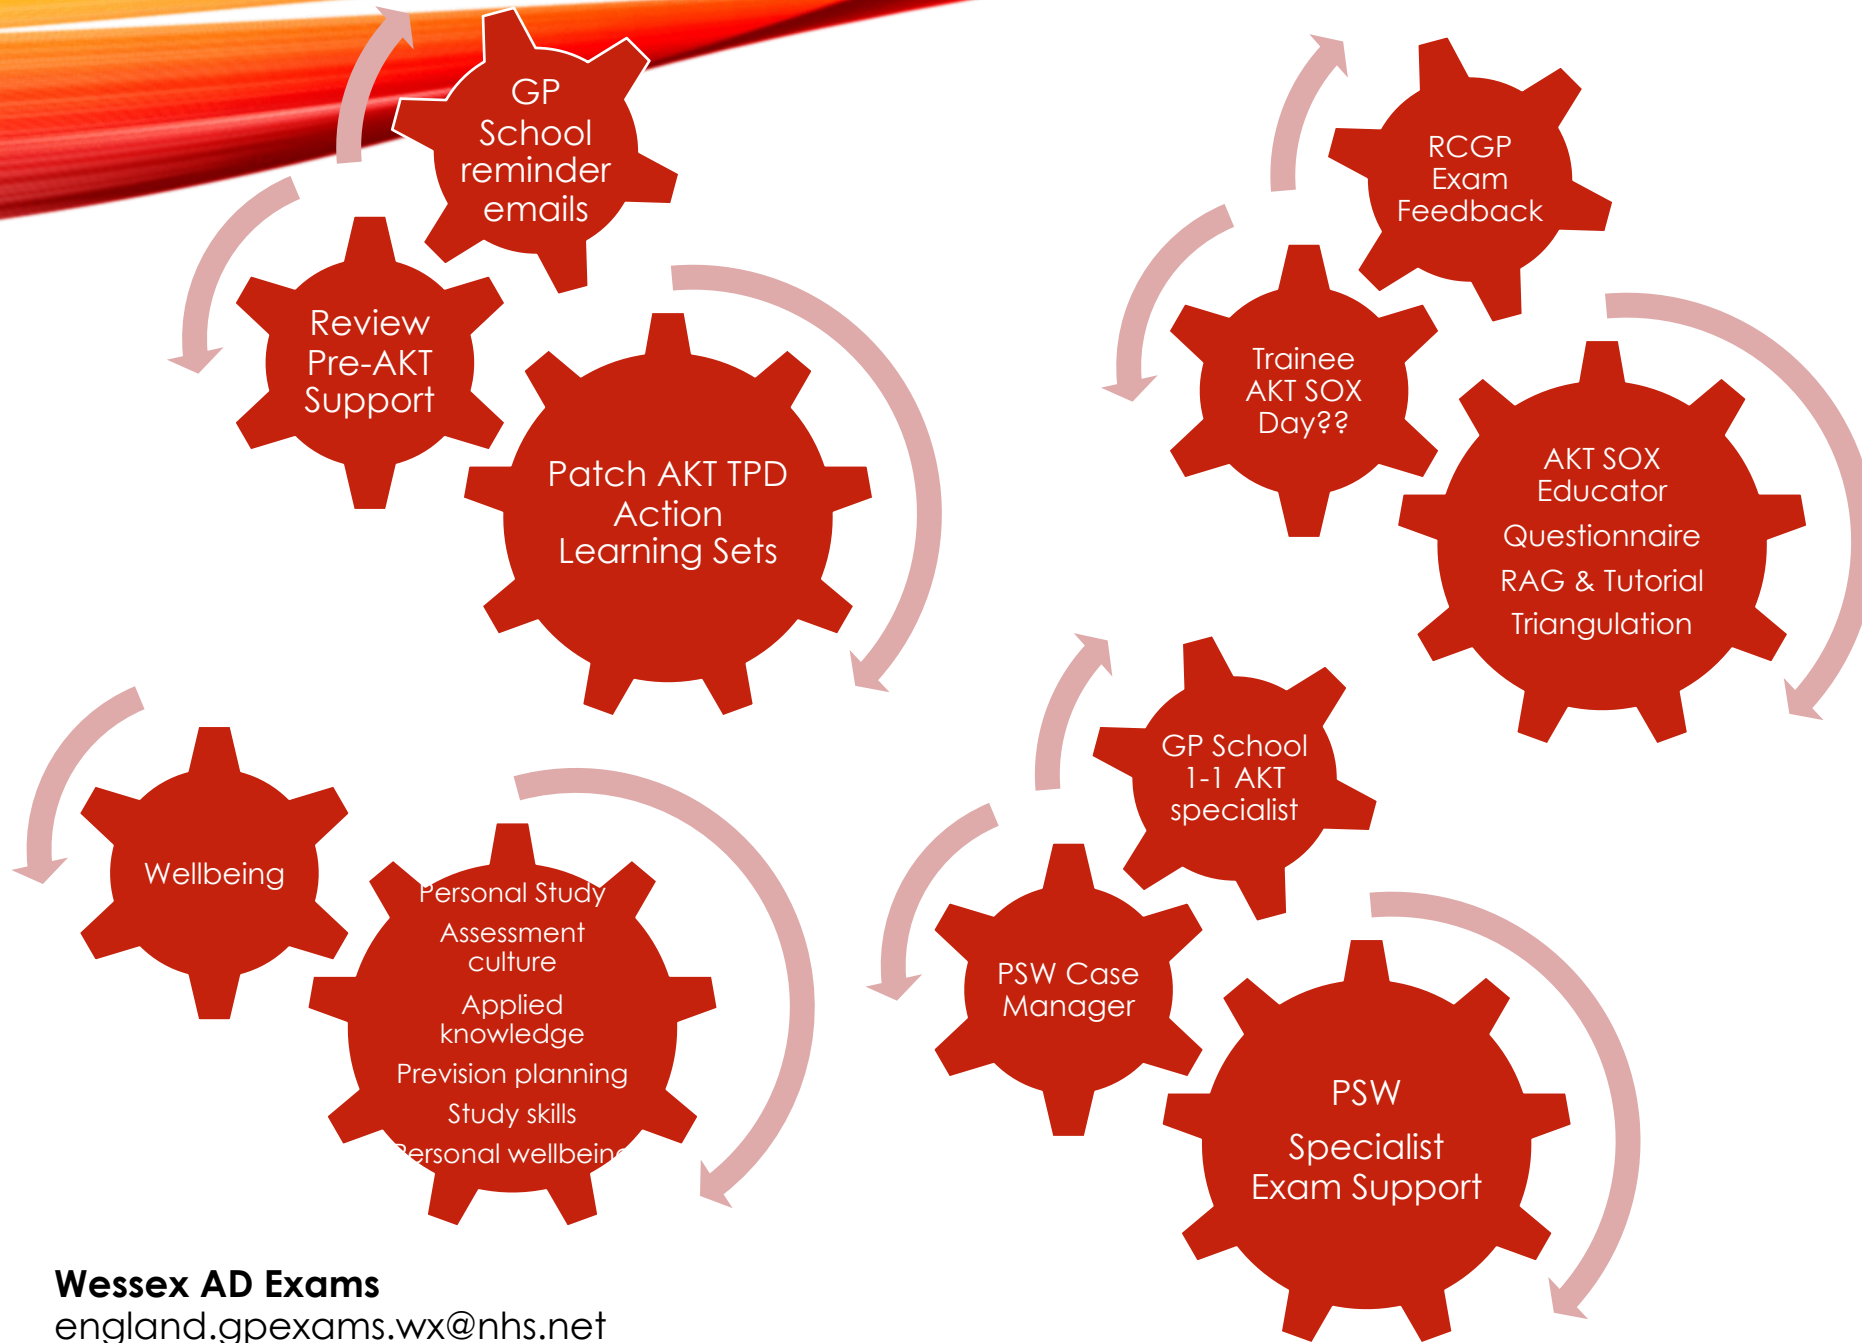 GP
School
reminder
emails
Review
Pre-AKT
Support
Patch AKT TPD
Action
Learning Sets
RCGP
Exam
Feedback
Trainee
AKT SOX
Day??
AKT SOX
Educator
Questionnaire
RAG & Tutorial
Triangulation
Wellbeing
Personal Study
Assessment
culture
Applied
knowledge
Prevision planning
Study skills
Personal wellbeing
GP School
1-1 AKT
specialist
PSW Case
Manager
PSW
Specialist
Exam Support
Wessex AD Exams
england.gpexams.wx@nhs.net